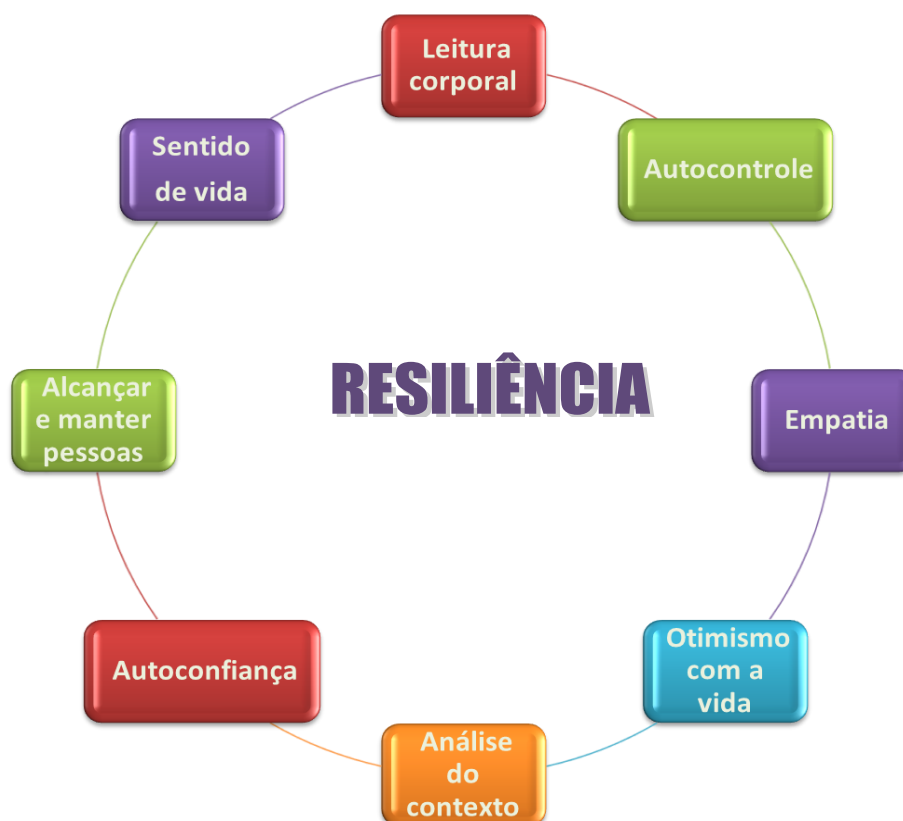 Leitura
corporal
Autocontrole
Empatia
Otimismo
com a
vida
Análise
do
contexto
Autoconfiança
Alcançar
e manter
pessoas
Sentido
de vida
RESILIÊNCIA